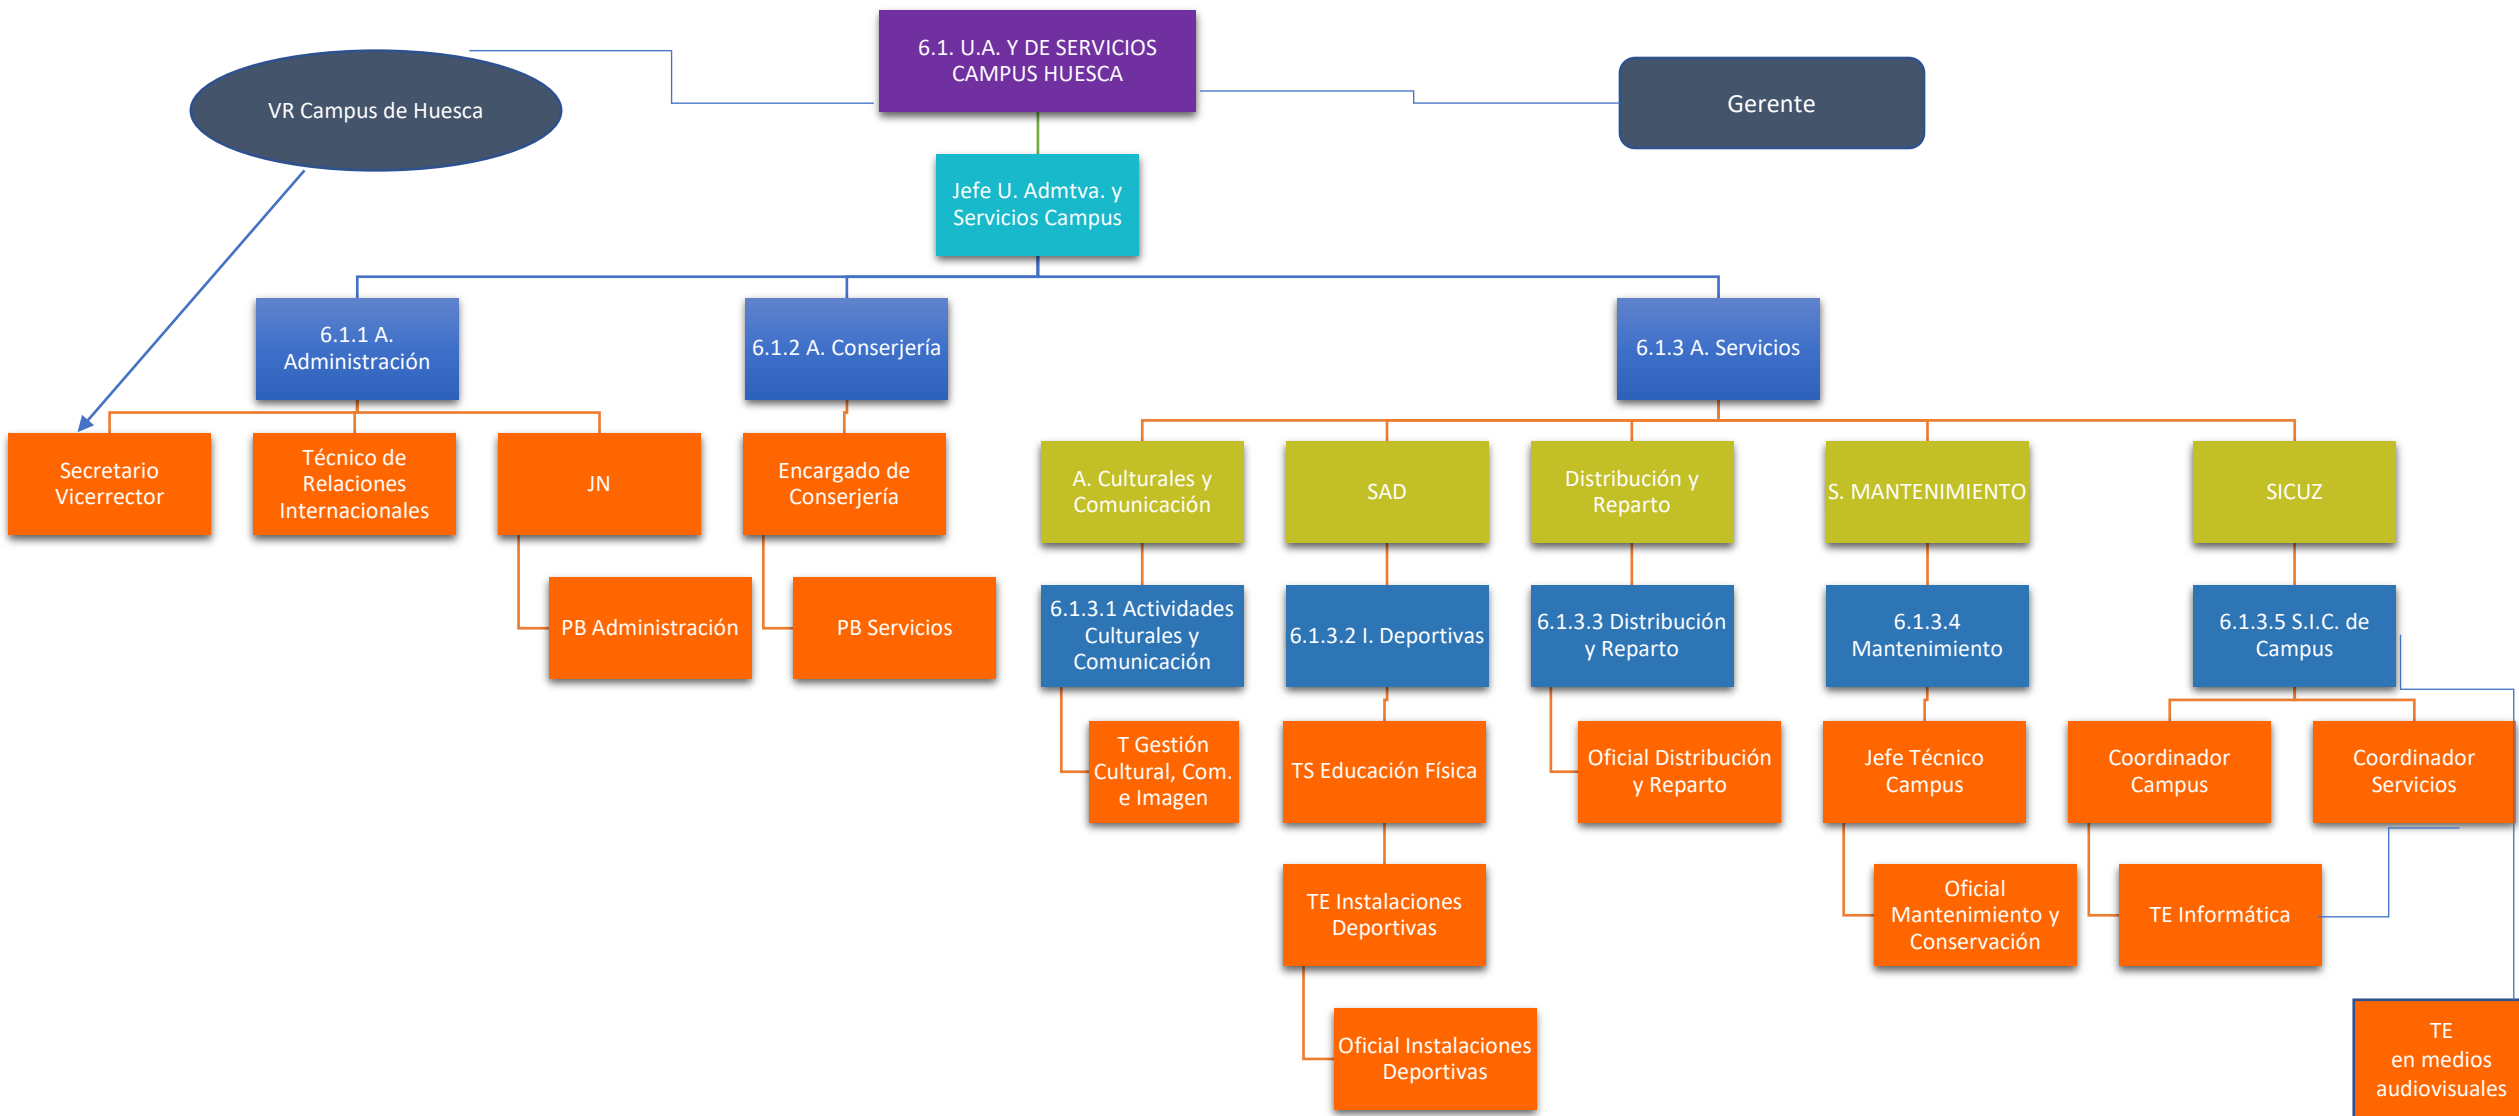 6.1. U.A. Y DE SERVICIOS
CAMPUS HUESCA
VR Campus de Huesca
Gerente
Jefe U. Admtva. y
Servicios Campus
6.1.1 A.
Administración
6.1.2 A. Conserjería
6.1.3 A. Servicios
Secretario
Vicerrector
Técnico de
Relaciones
Internacionales
JN
Encargado de
Conserjería
A. Culturales y
Comunicación
SAD
Distribución y
Reparto
S. MANTENIMIENTO
SICUZ
PB Administración
PB Servicios
6.1.3.1 Actividades
Culturales y
Comunicación
6.1.3.2 I. Deportivas
6.1.3.3 Distribución
y Reparto
6.1.3.4
Mantenimiento
6.1.3.5 S.I.C. de
Campus
T Gestión
Cultural, Com.
e Imagen
TS Educación Física
Oficial Distribución
y Reparto
Jefe Técnico
Campus
Coordinador
Campus
Coordinador
Servicios
TE Instalaciones
Deportivas
Oficial
Mantenimiento y
Conservación
TE Informática
Oficial Instalaciones
Deportivas
TE
en medios
audiovisuales